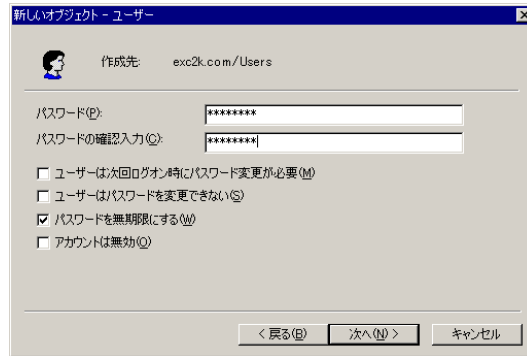 新しいオブジェクト - ユーザー
作成先: exc2k.com/Users
パスワード(P): ********
パスワードの確認入力(C): ********
ユーザーは次回ログオン時にパスワード変更が必要(M)
ユーザーはパスワードを変更できない(S)
パスワードを無期限にする(W)
アカウントは無効(O)
< 戻る(B) 次へ(N) > キャンセル